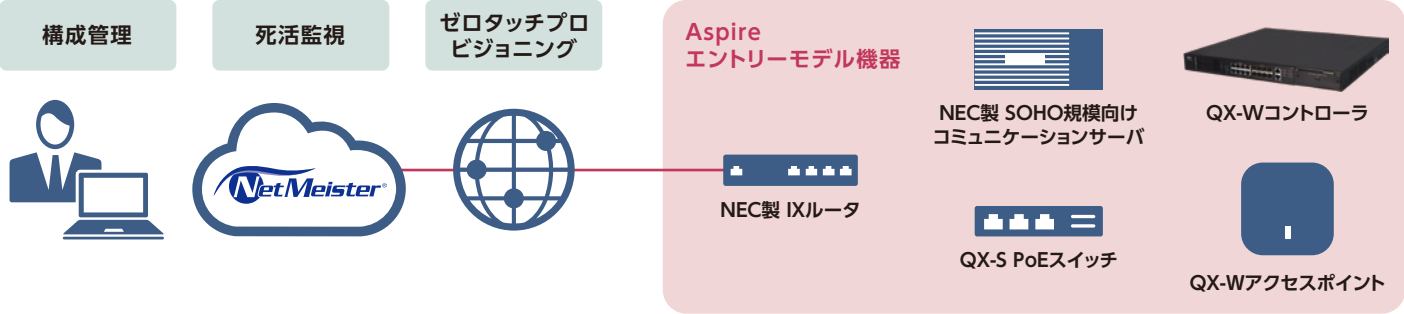 構成管理
死活監視
ゼロタッチプロ
ビジョニング
Aspire
エントリーモデル機器
NetMeister®
NEC製 IXルータ
NEC製 SOHO規模向け
コミュニケーションサーバ
QX-S PoEスイッチ
QX-Wコントローラ
QX-Wアクセスポイント